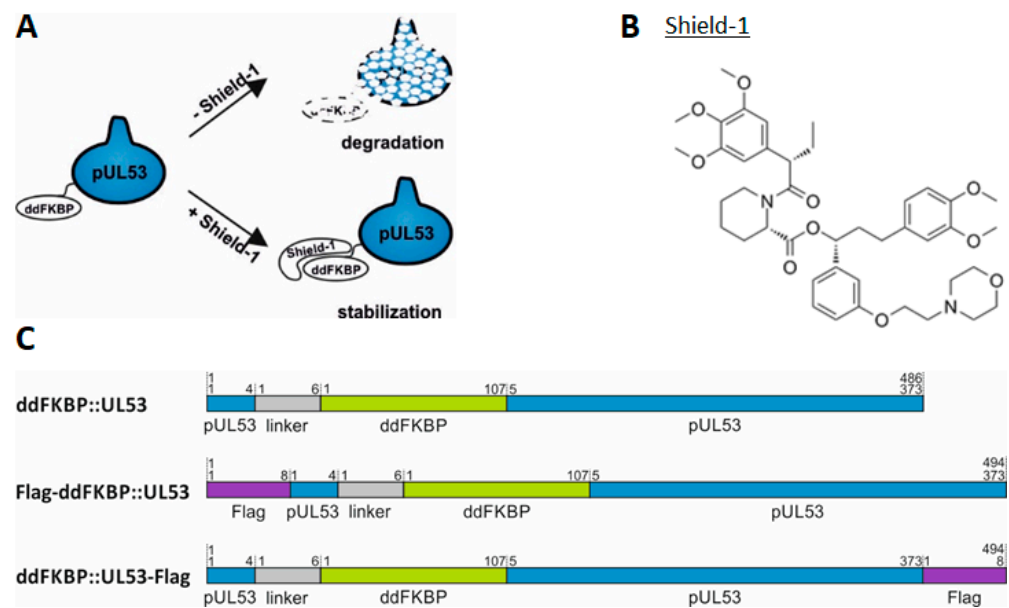 A
- Shield-1
degradation
pUL53
ddFKBP
+ Shield-1
pUL53
Shield-1
ddFKBP
stabilization
B Shield-1
O
O
O
N
O
O
O
O
O
O
N
O
C
1 486
1 4 1 6 1 107 5 373
ddFKBP::UL53
pUL53 linker ddFKBP pUL53
1 494
1 8 1 4 1 6 1 107 5 373
Flag-ddFKBP::UL53
Flag pUL53 linker ddFKBP pUL53
1 494
1 4 1 6 1 107 5 373 1 8
ddFKBP::UL53-Flag
pUL53 linker ddFKBP pUL53 Flag